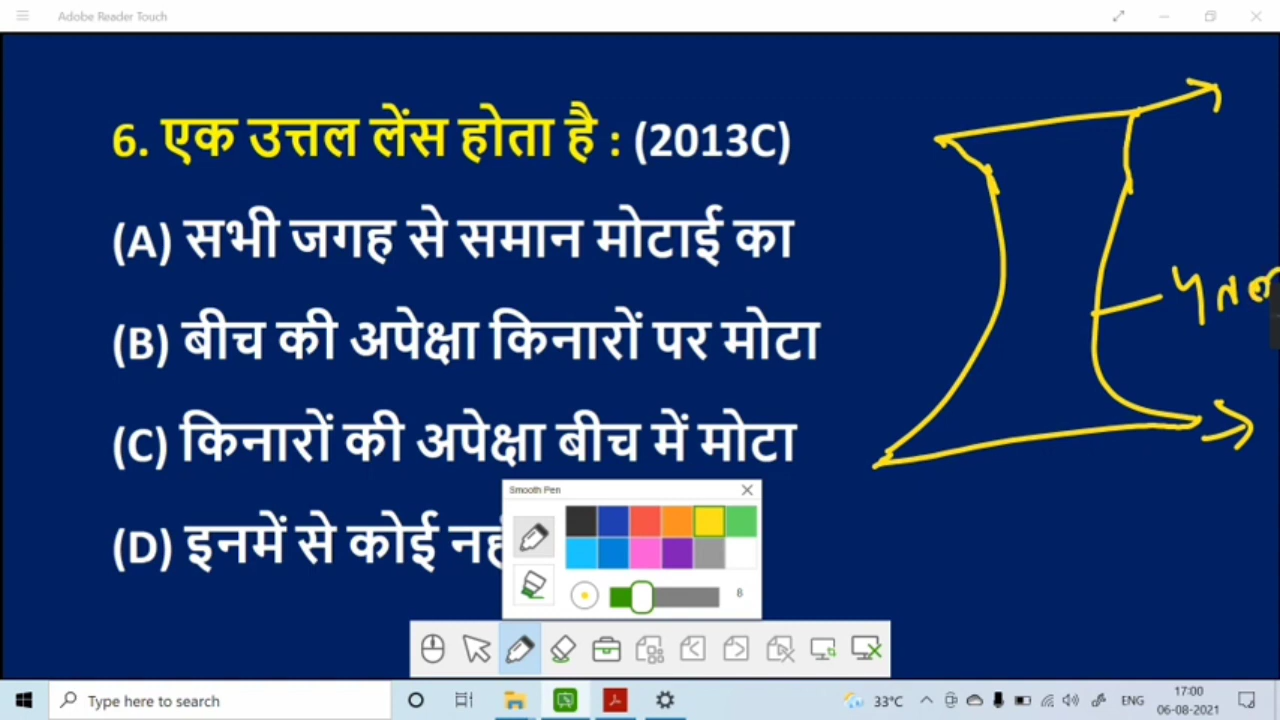 Adobe Reader Touch
6. एक उत्तल लेंस होता है : (2013C)
(A) सभी जगह से समान मोटाई का
(B) बीच की अपेक्षा किनारों पर मोटा
(C) किनारों की अपेक्षा बीच में मोटा
(D) इनमें से कोई
Smooth Pen
8
Type here to search
33°C
ENG
17:00
06-08-2021